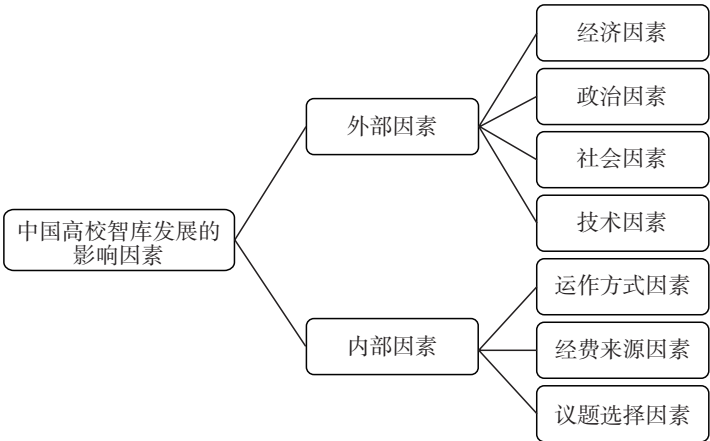 中国高校智库发展的
影响因素
外部因素
经济因素
政治因素
社会因素
技术因素
内部因素
运作方式因素
经费来源因素
议题选择因素